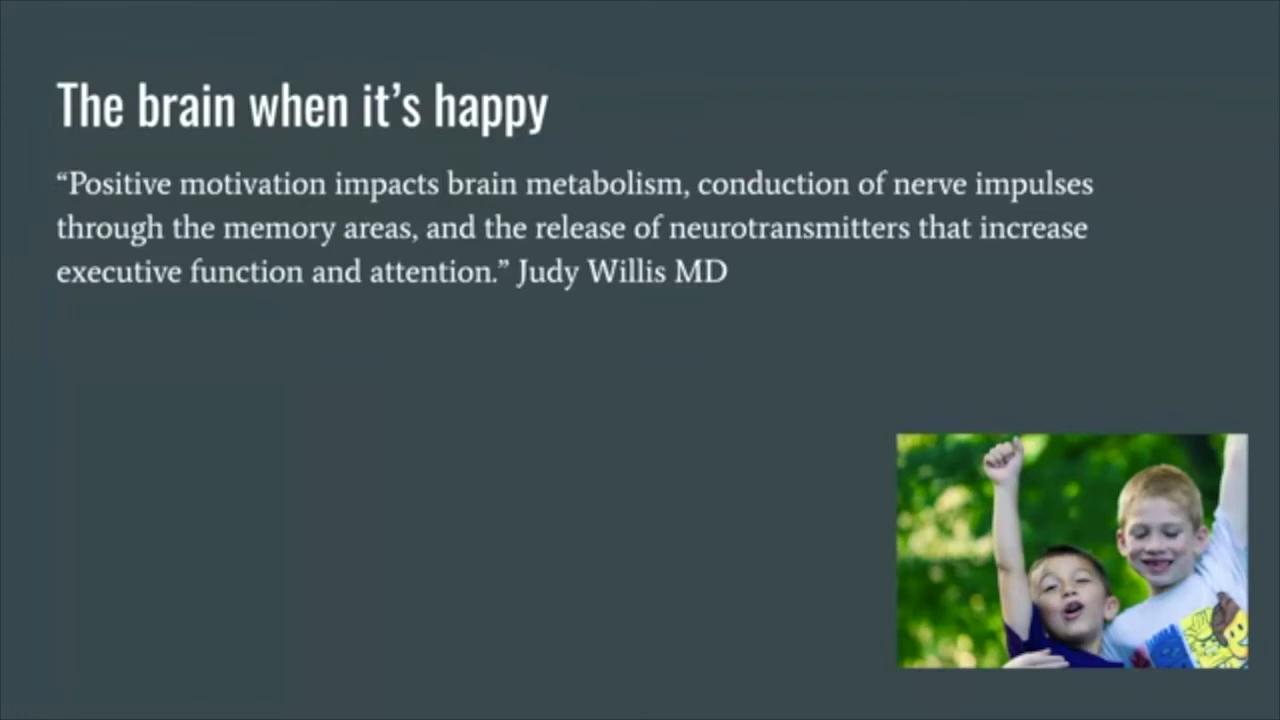 The brain when it’s happy
“Positive motivation impacts brain metabolism, conduction of nerve impulses
through the memory areas, and the release of neurotransmitters that increase
executive function and attention.” Judy Willis MD